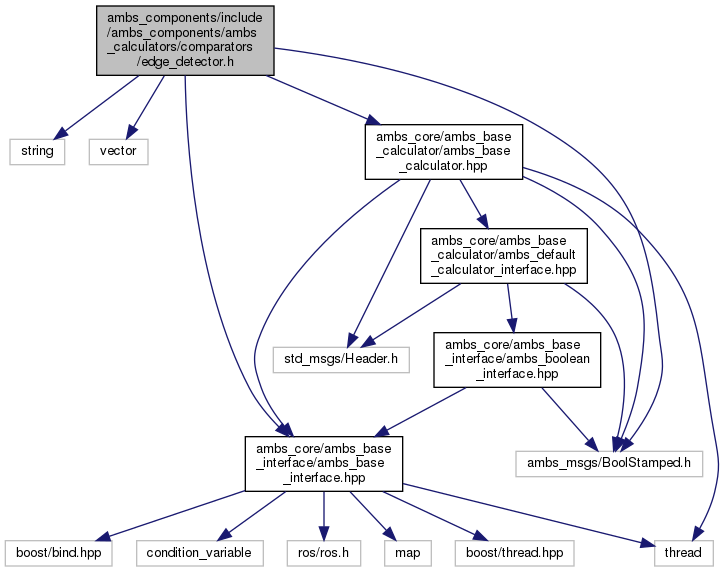 ambs_components/include
/ambs_components/ambs
_calculators/comparators
/edge_detector.h
string
vector
ambs_core/ambs_base
_calculator/ambs_base
_calculator.hpp
ambs_core/ambs_base
_calculator/ambs_default
_calculator_interface.hpp
std_msgs/Header.h
ambs_core/ambs_base
_interface/ambs_boolean
_interface.hpp
ambs_core/ambs_base
_interface/ambs_base
_interface.hpp
ambs_msgs/BoolStamped.h
boost/bind.hpp
condition_variable
ros/ros.h
map
boost/thread.hpp
thread